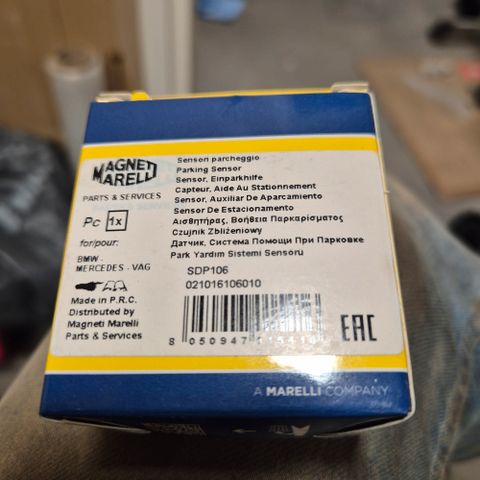 MAGNETI
MARELLI
PARTS & SERVICES
Pc 1x
for/pour:
BMW -
MERCEDES - VAG
Made in P.R.C.
Distributed by
Magneti Marelli
Parts & Services
Sensori parcheggio
Parking Sensor
Sensor, Einparkhilfe
Capteur, Aide Au Stationnement
Sensor, Auxiliar De Aparcamiento
Sensor De Estacionamento
Αισθητήρας, Βοήθεια Παρκαρίσματος
Czujnik Zbliżeniowy
Датчик, Система Помощи При Парковке
Park Yardım Sistemi Sensoru
SDP106
021016106010
8 050947
EAC
A MARELLI COMPANY